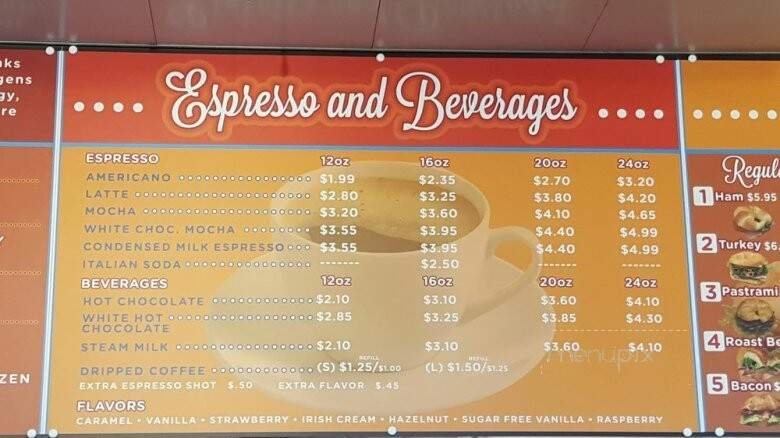 Espresso and Beverages
ESPRESSO 12oz 16oz 20oz 24oz
AMERICANO $1.99 $2.35 $2.70 $3.20
LATTE $2.80 $3.25 $3.80 $4.20
MOCHA $3.20 $3.60 $4.10 $4.65
WHITE CHOC. MOCHA $3.55 $3.95 $4.40 $4.99
CONDENSED MILK ESPRESSO $3.55 $3.95 $4.40 $4.99
ITALIAN SODA ------- $2.50 ------- -------
BEVERAGES 12oz 16oz 20oz 24oz
HOT CHOCOLATE $2.10 $3.10 $3.60 $4.10
WHITE HOT $2.85 $3.25 $3.85 $4.30
CHOCOLATE
STEAM MILK $2.10 $3.10 $3.60 $4.10
REFILL REFILL
DRIPPED COFFEE (S) $1.25/$1.00 (L) $1.50/$1.25
EXTRA ESPRESSO SHOT $.50 EXTRA FLAVOR $.45
FLAVORS
CARAMEL • VANILLA • STRAWBERRY • IRISH CREAM • HAZELNUT • SUGAR FREE VANILLA • RASPBERRY
menupix
gens
gy,
re
ZEN
Regul
1 Ham $5.95
2 Turkey $6.
3 Pastrami
4 Roast Be
5 Bacon $